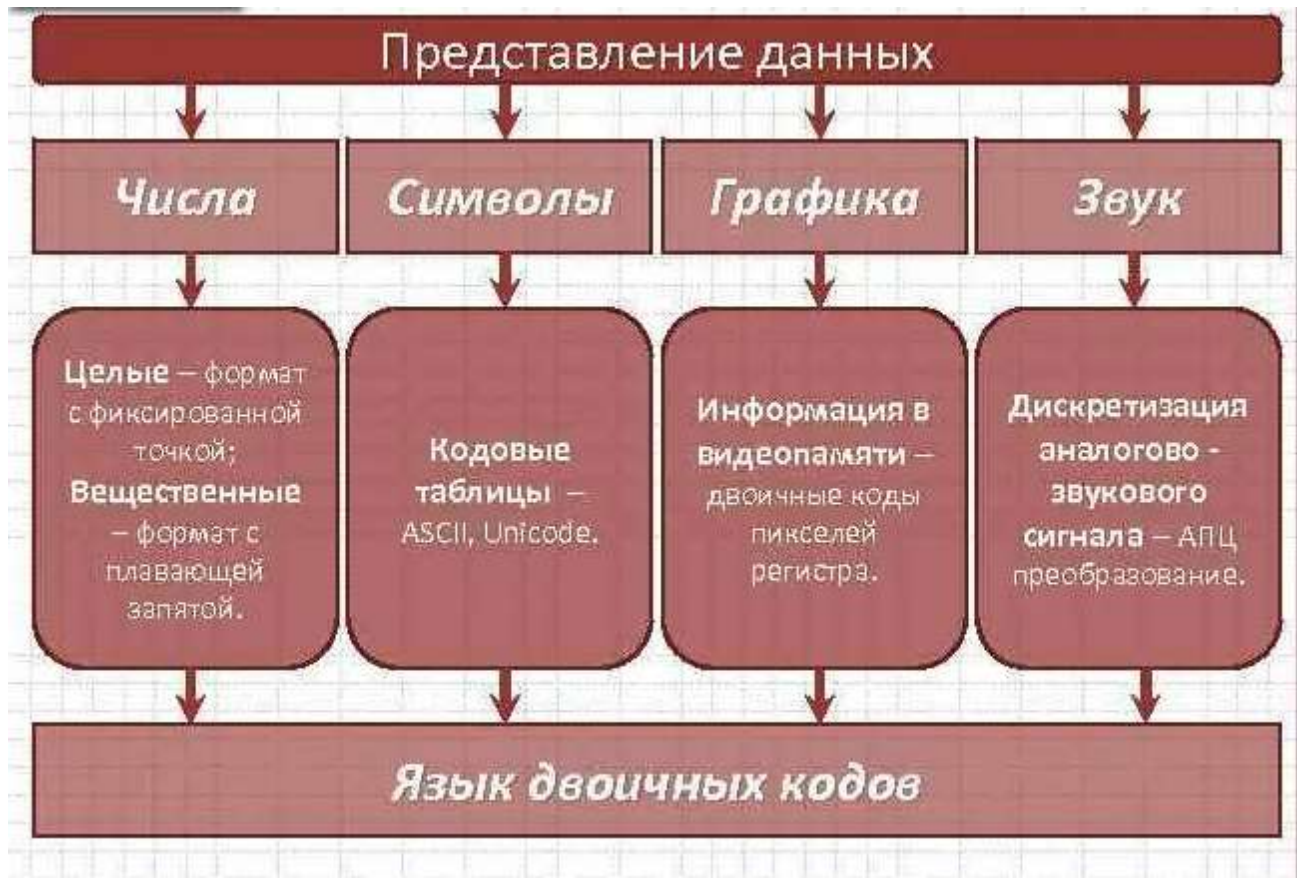 Представление данных
Числа
Символы
Графика
Звук
Целые – формат
с фиксированной
точкой;
Вещественные
– формат с
плавающей
запятой.
Кодовые
таблицы –
ASCII, Unicode.
Информация в
видеопамяти –
двоичные коды
пикселей
регистра.
Дискретизация
аналогово -
звукового
сигнала – АПЦ
преобразование.
Язык двоичных кодов